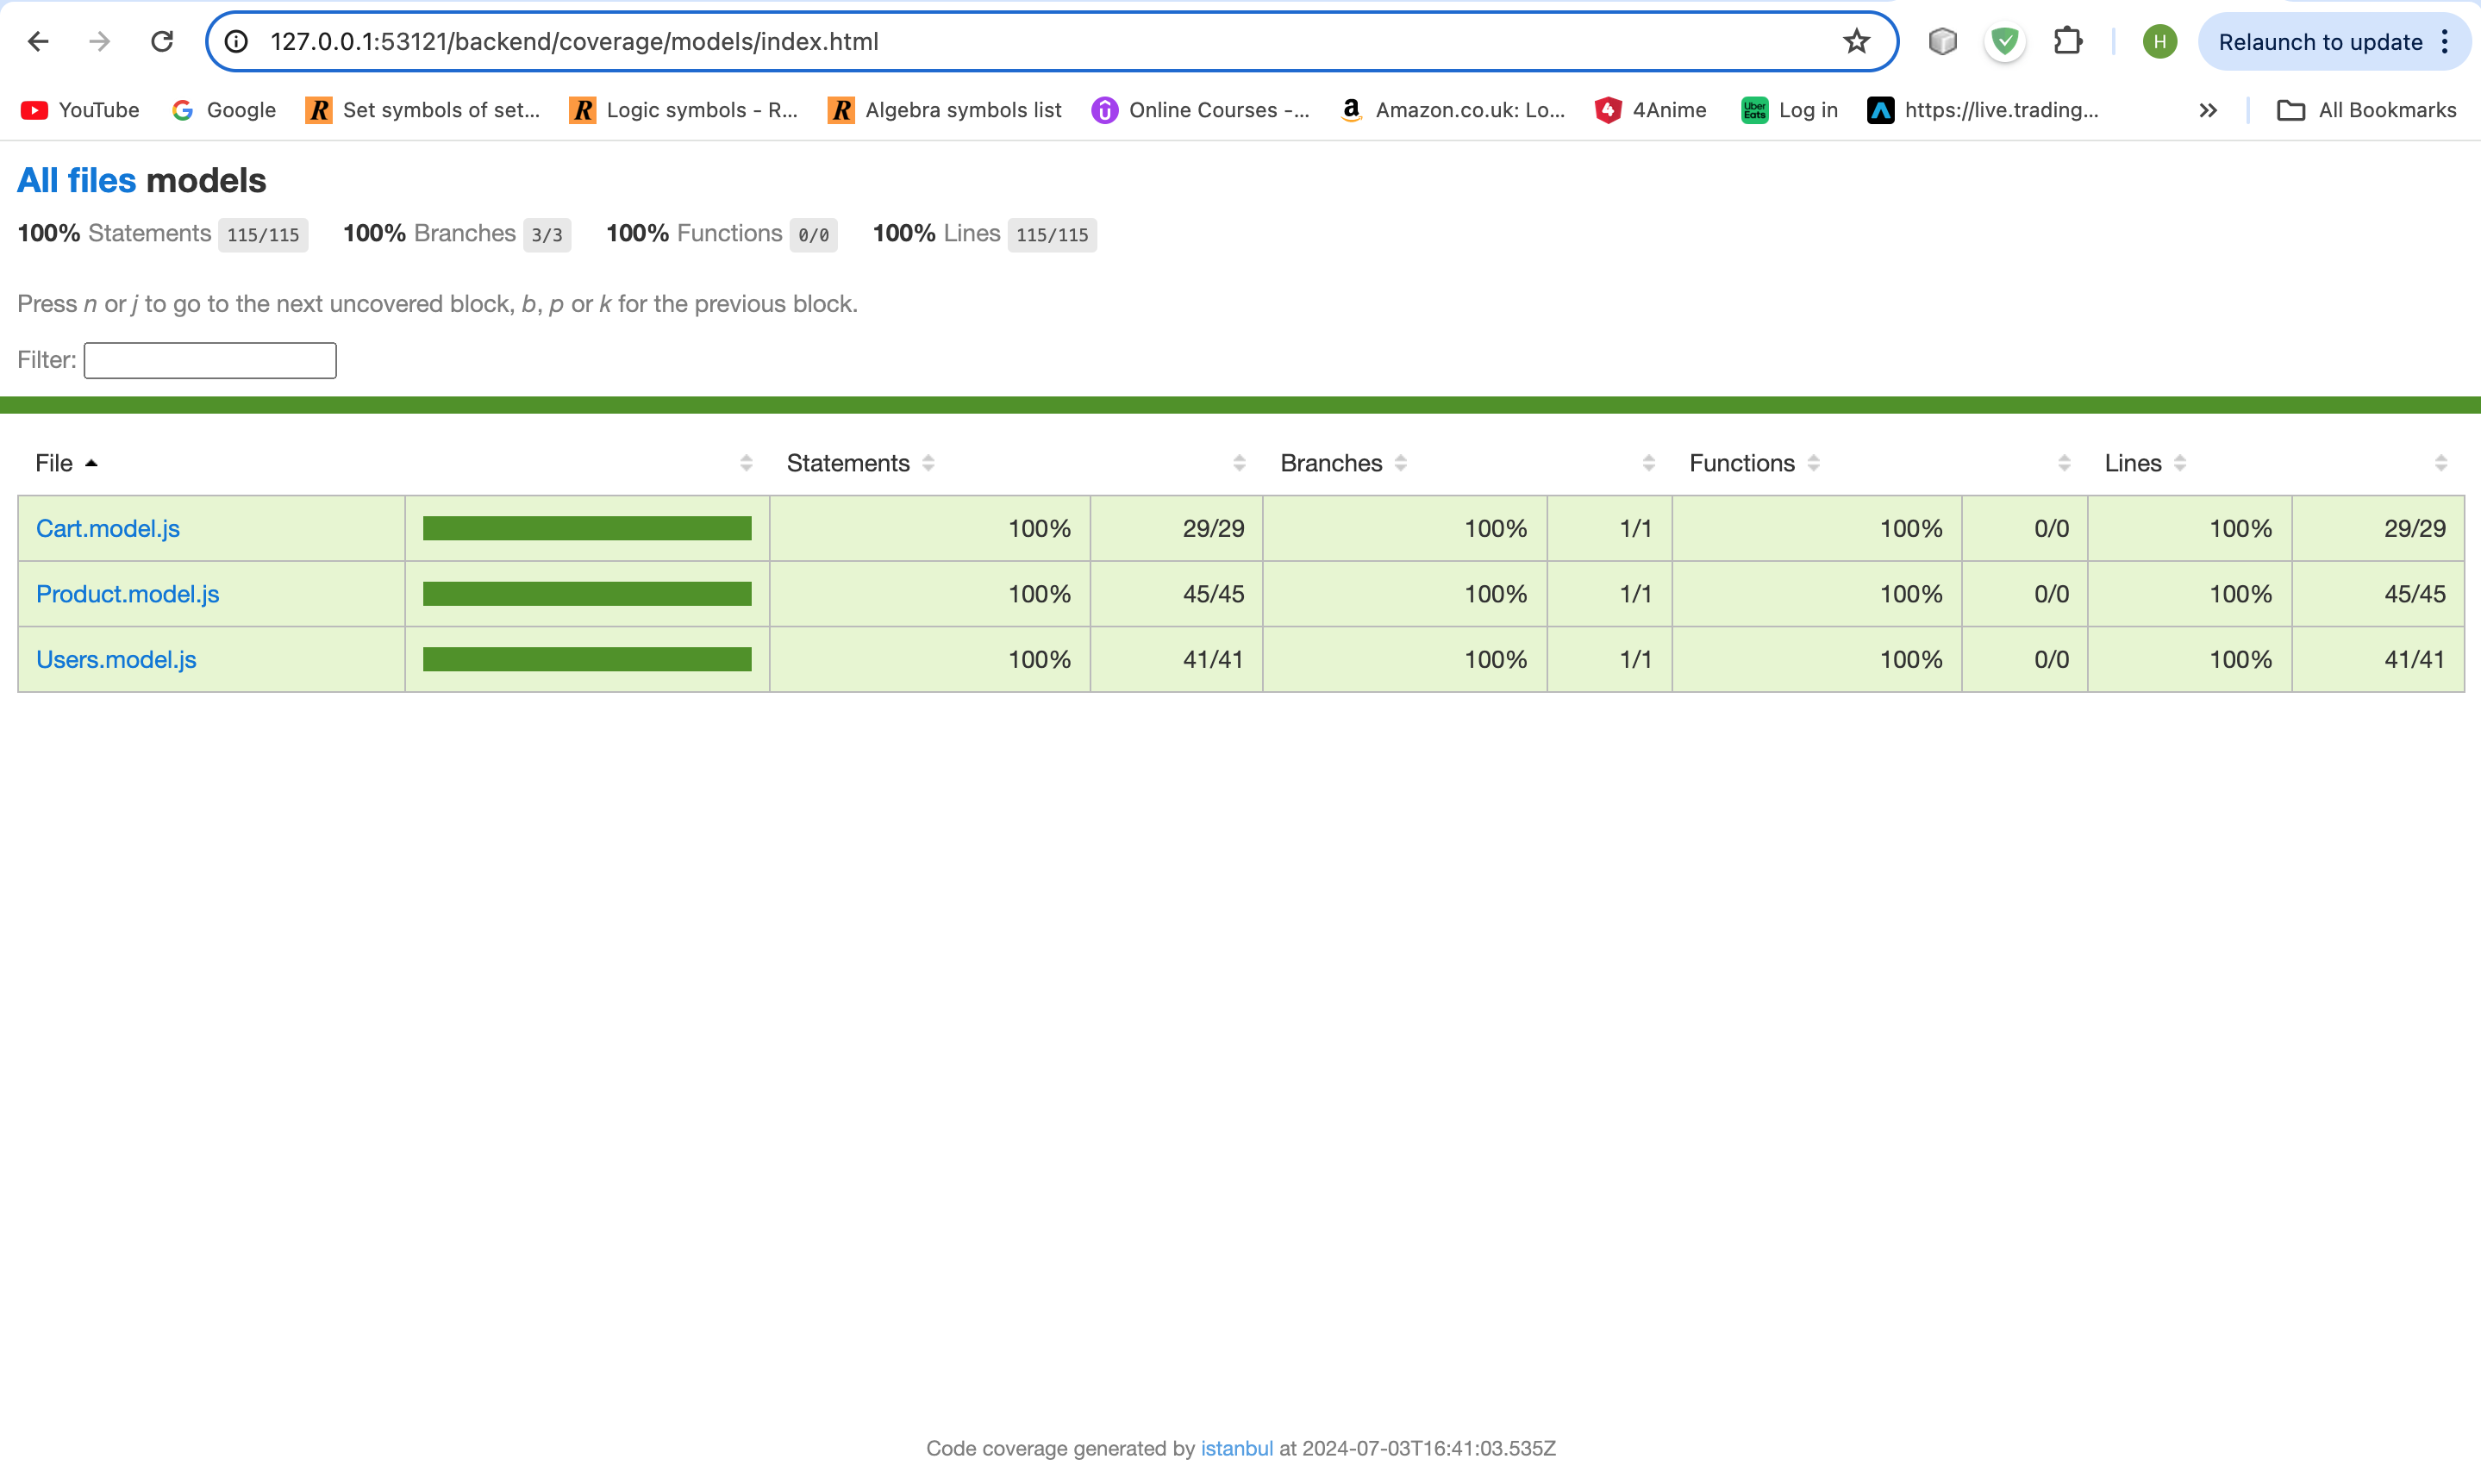 127.0.0.1:53121/backend/coverage/models/index.html
H
Relaunch to update
YouTube
Google
R Set symbols of set...
R Logic symbols - R...
R Algebra symbols list
Online Courses -...
a Amazon.co.uk: Lo...
4 4Anime
Uber Eats Log in
https://live.trading...
All Bookmarks
All files models
100% Statements 115/115 100% Branches 3/3 100% Functions 0/0 100% Lines 115/115
Press n or j to go to the next uncovered block, b, p or k for the previous block.
Filter:
File Statements Branches Functions Lines
Cart.model.js 100% 29/29 100% 1/1 100% 0/0 100% 29/29
Product.model.js 100% 45/45 100% 1/1 100% 0/0 100% 45/45
Users.model.js 100% 41/41 100% 1/1 100% 0/0 100% 41/41
Code coverage generated by istanbul at 2024-07-03T16:41:03.535Z